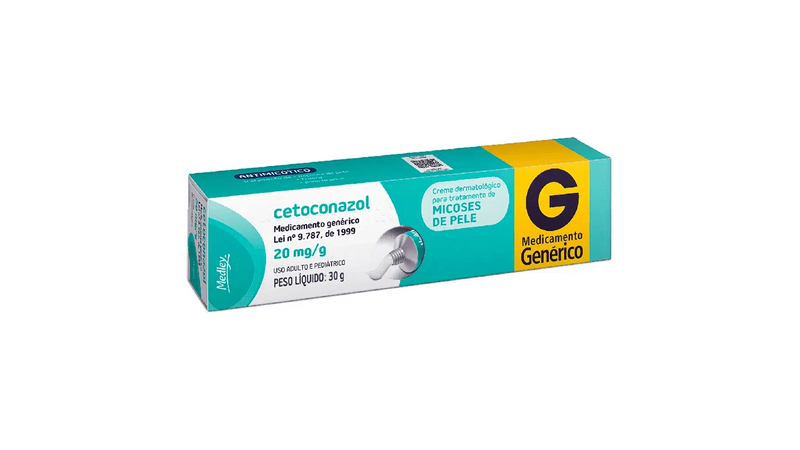 ANTIMICÓTICO
cetoconazol
Medicamento genérico
Lei nº 9.787, de 1999
20 mg/g
USO ADULTO E PEDIÁTRICO
PESO LÍQUIDO: 30 g
Medley
Creme dermatológico
para tratamento de
MICOSES
DE PELE
G
Medicamento
Genérico